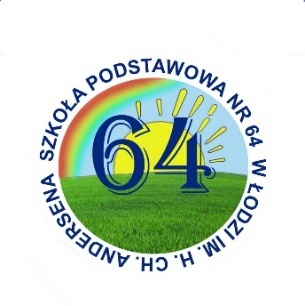 SZKOŁA PODSTAWOWA NR 64 W ŁODZI IM. H. CH. ANDERSENA
64